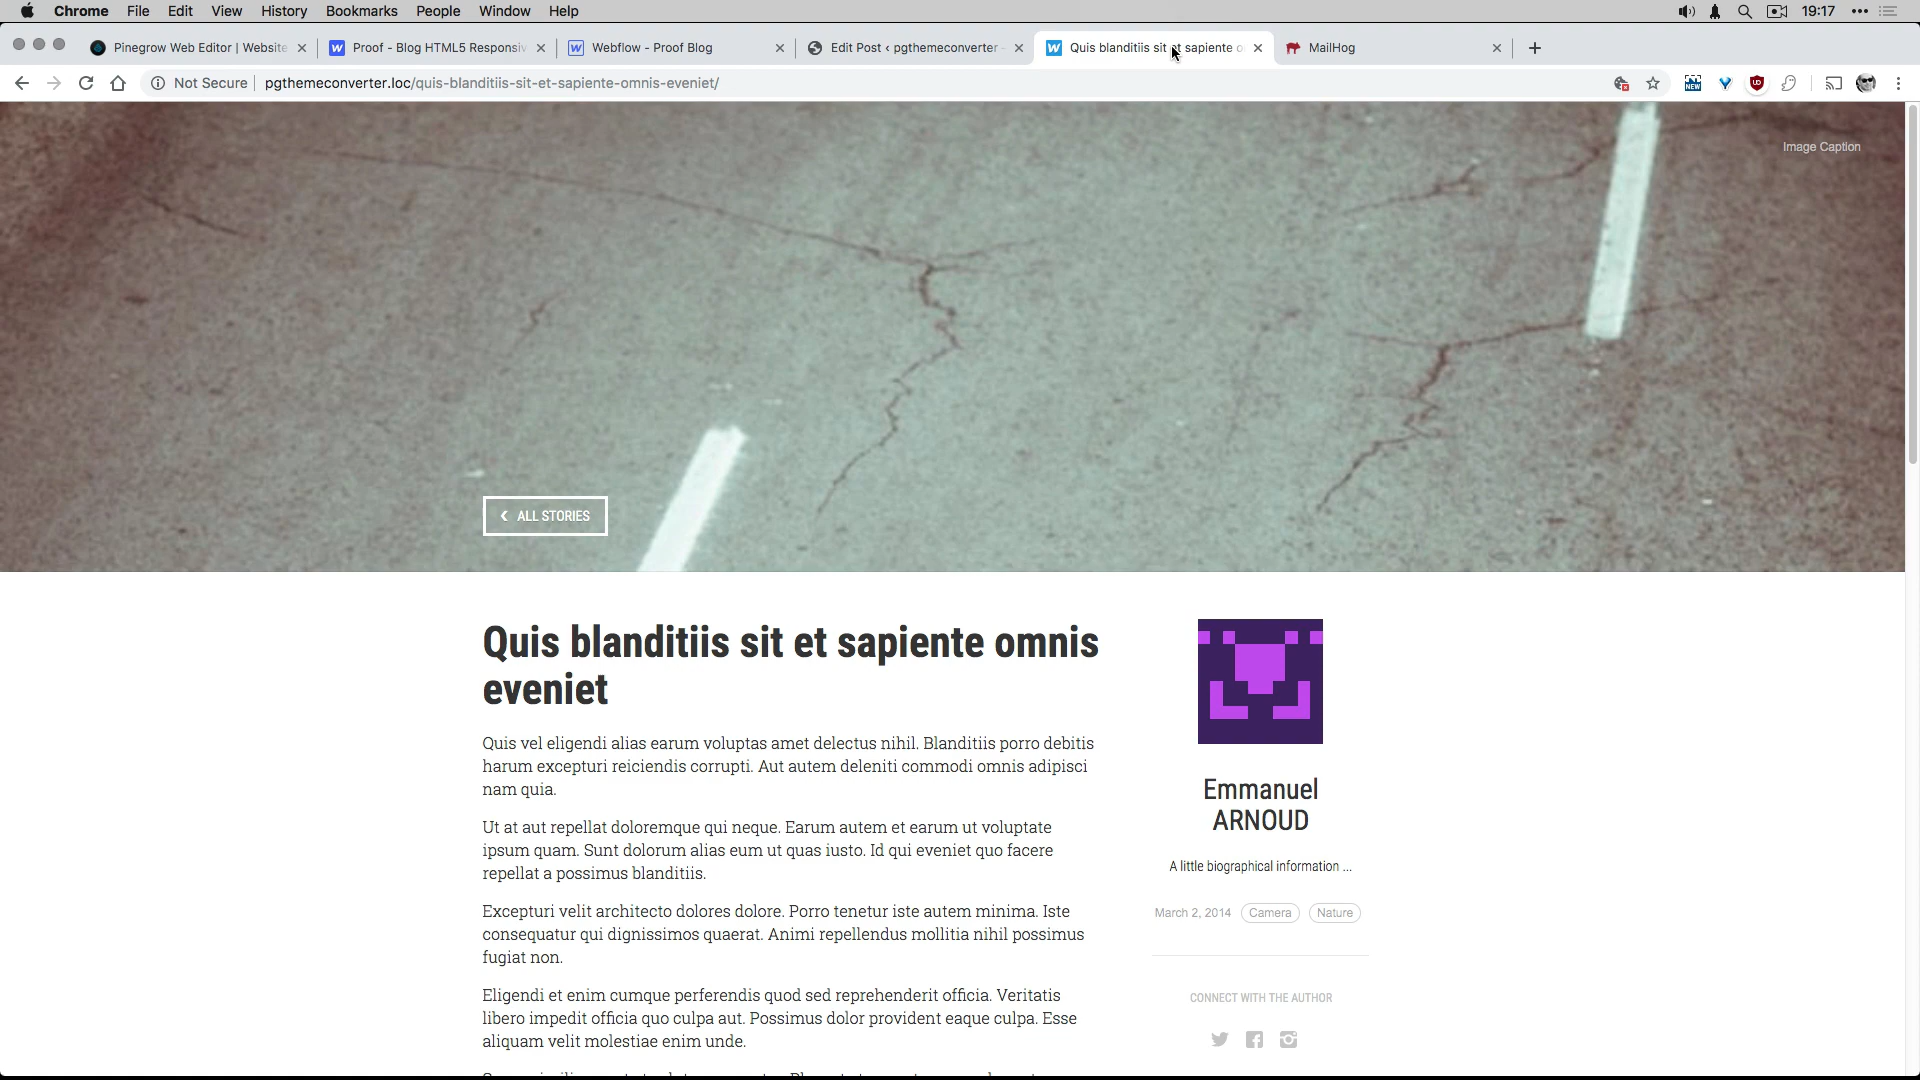 Chrome File Edit View History Bookmarks People Window Help 19:17
Pinegrow Web Editor | Website
Proof - Blog HTML5 Responsiv
Webflow - Proof Blog
Edit Post ‹ pgthemeconverter -
Quis blanditiis sit et sapiente o
MailHog
Not Secure pgthemeconverter.loc/quis-blanditiis-sit-et-sapiente-omnis-eveniet/
NEW
Image Caption
ALL STORIES
Quis blanditiis sit et sapiente omnis
eveniet
Quis vel eligendi alias earum voluptas amet delectus nihil. Blanditiis porro debitis
harum excepturi reiciendis corrupti. Aut autem deleniti commodi omnis adipisci
nam quia.
Ut at aut repellat doloremque qui neque. Earum autem et earum ut voluptate
ipsum quam. Sunt dolorum alias eum ut quas iusto. Id qui eveniet quo facere
repellat a possimus blanditiis.
Excepturi velit architecto dolores dolore. Porro tenetur iste autem minima. Iste
consequatur qui dignissimos quaerat. Animi repellendus mollitia nihil possimus
fugiat non.
Eligendi et enim cumque perferendis quod sed reprehenderit officia. Veritatis
libero impedit officia quo culpa aut. Possimus dolor provident eaque culpa. Esse
aliquam velit molestiae enim unde.
Emmanuel
ARNOUD
A little biographical information ...
March 2, 2014 Camera Nature
CONNECT WITH THE AUTHOR